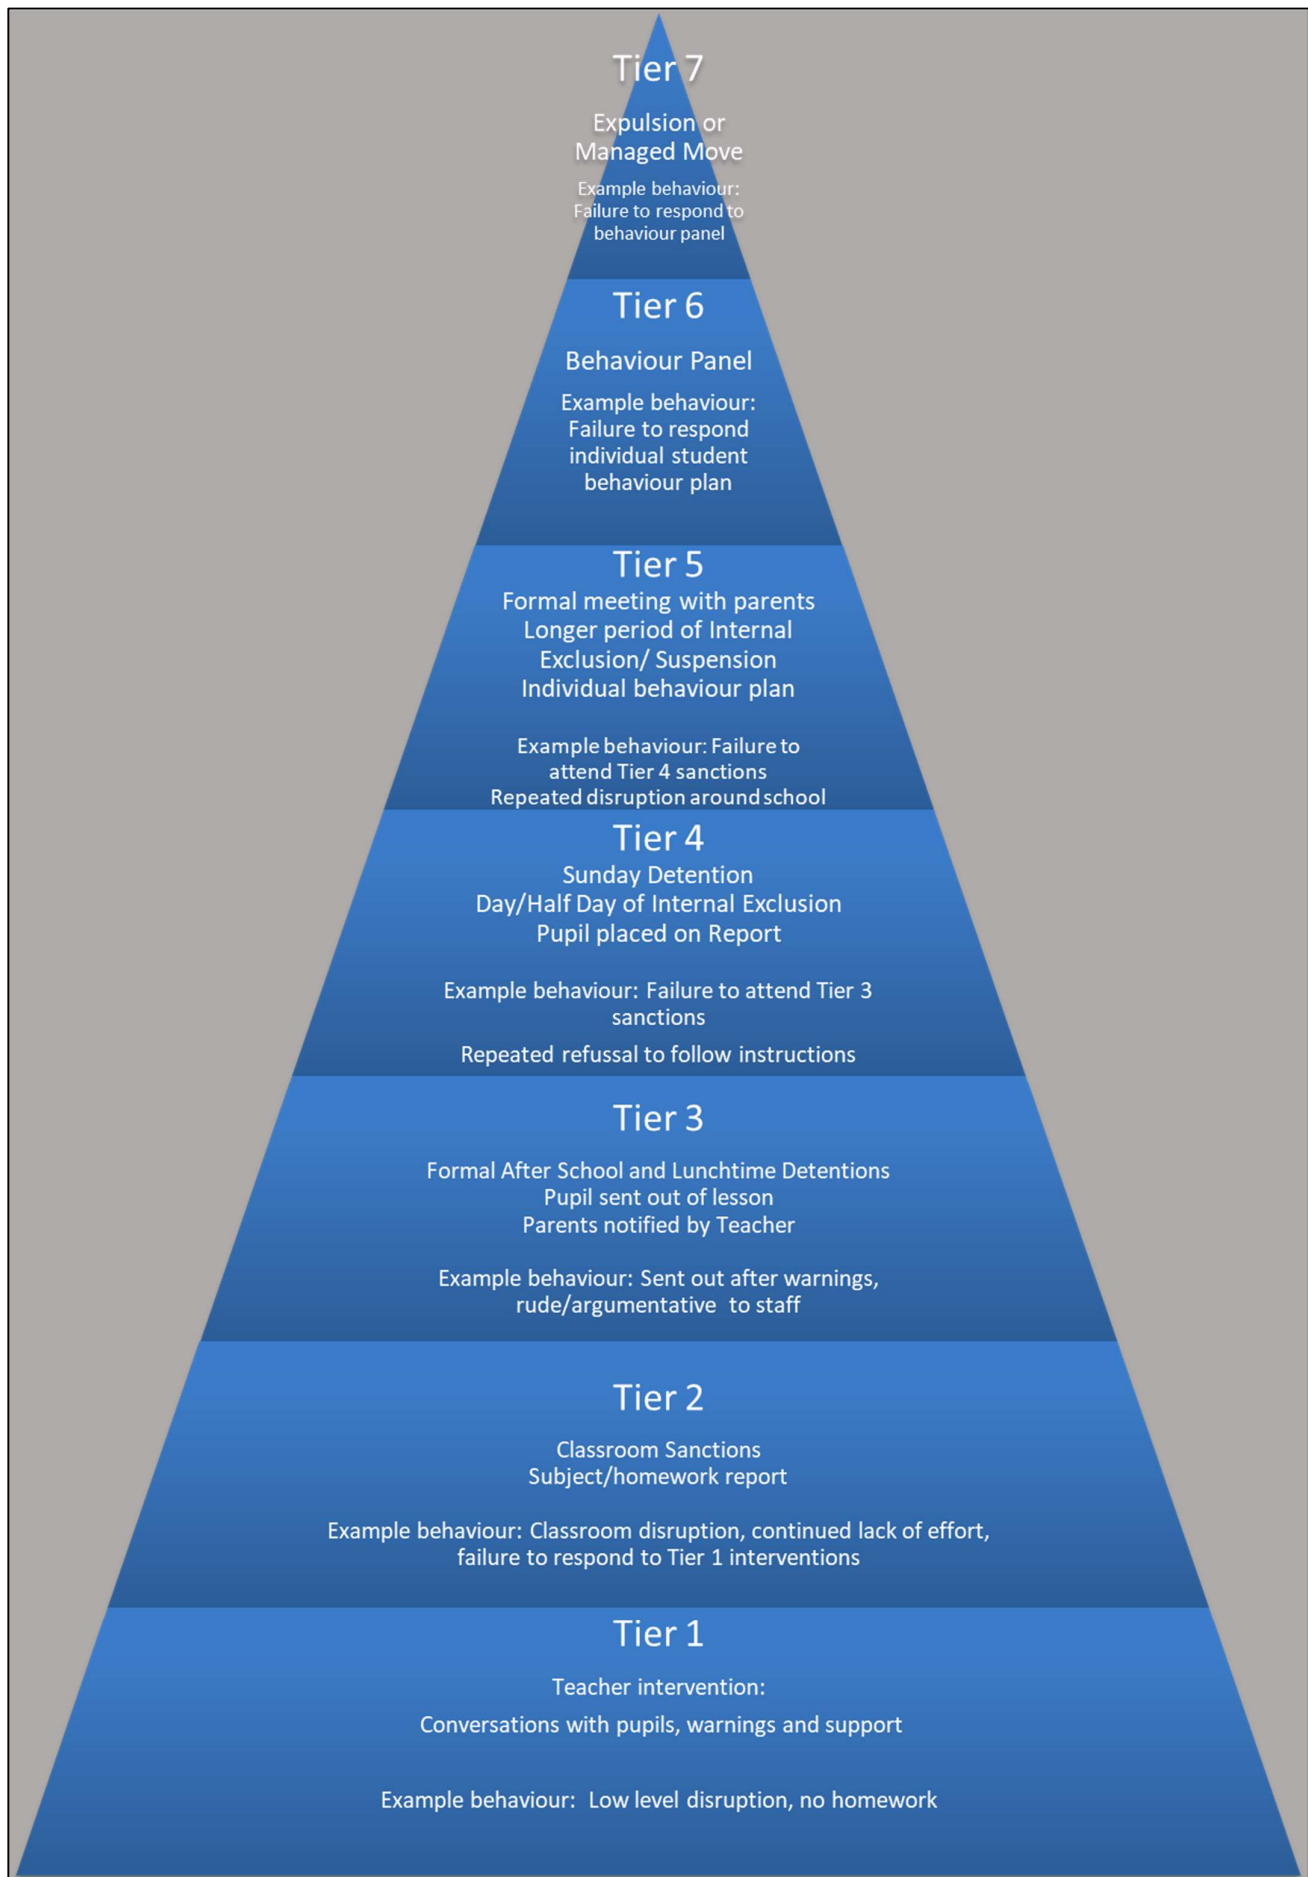 Tier 7
Expulsion or
Managed Move
Example behaviour:
Failure to respond to
behaviour panel
Tier 6
Behaviour Panel
Example behaviour:
Failure to respond
individual student
behaviour plan
Tier 5
Formal meeting with parents
Longer period of Internal
Exclusion/ Suspension
Individual behaviour plan
Example behaviour: Failure to
attend Tier 4 sanctions
Repeated disruption around school
Tier 4
Sunday Detention
Day/Half Day of Internal Exclusion
Pupil placed on Report
Example behaviour: Failure to attend Tier 3
sanctions
Repeated refussal to follow instructions
Tier 3
Formal After School and Lunchtime Detentions
Pupil sent out of lesson
Parents notified by Teacher
Example behaviour: Sent out after warnings,
rude/argumentative  to staff
Tier 2
Classroom Sanctions
Subject/homework report
Example behaviour: Classroom disruption, continued lack of effort,
failure to respond to Tier 1 interventions
Tier 1
Teacher intervention:
Conversations with pupils, warnings and support
Example behaviour:  Low level disruption, no homework